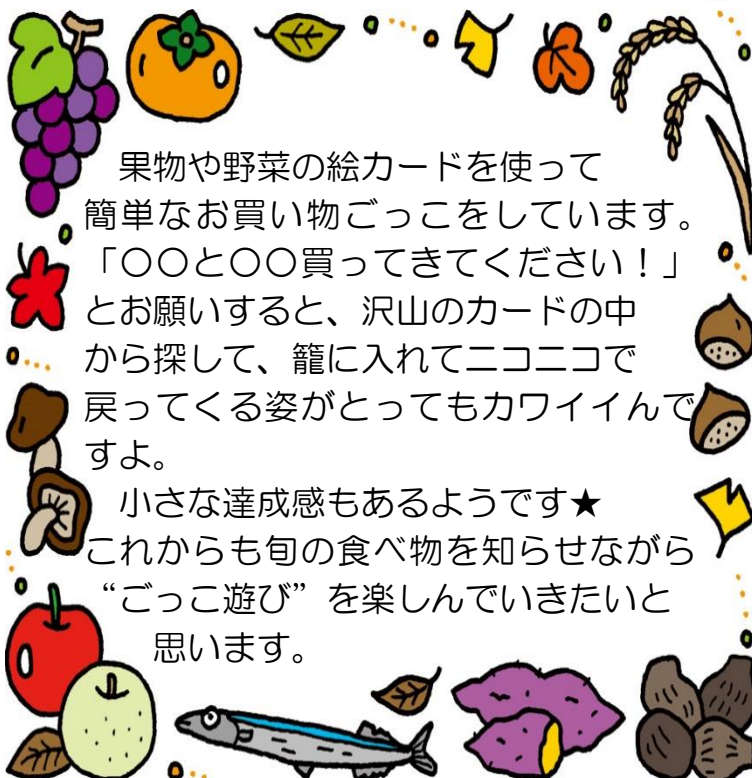 果物や野菜の絵カードを使って
簡単なお買い物ごっこをしています。
「〇〇と〇〇買ってきてください！」
とお願いすると、沢山のカードの中
から探して、籠に入れてニコニコで
戻ってくる姿がとってもカワイイんで
すよ。
小さな達成感もあるようです★
これからも旬の食べ物を知らせながら
“ごっこ遊び”を楽しんでいきたいと
思います。